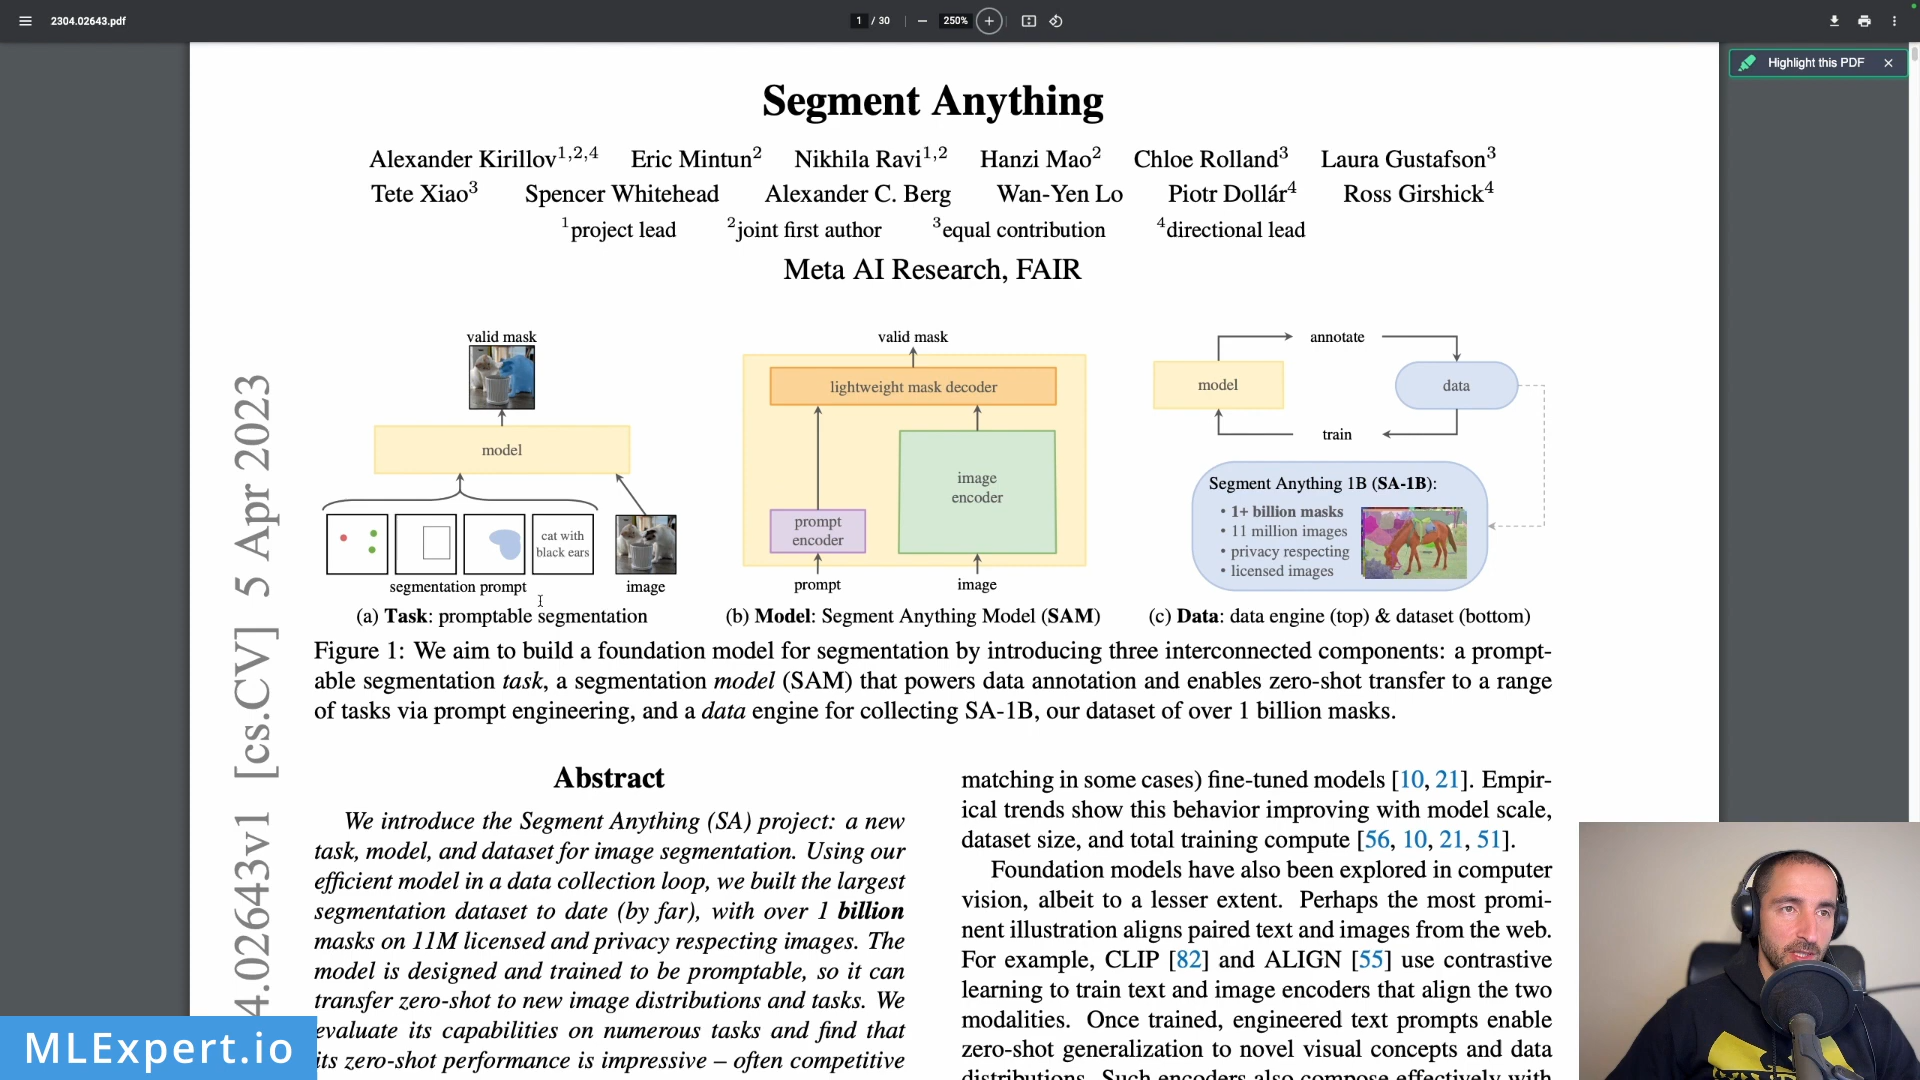 2304.02643.pdf
1 / 30
250%
Highlight this PDF
Segment Anything
Alexander Kirillov1,2,4 Eric Mintun2 Nikhila Ravi1,2 Hanzi Mao2 Chloe Rolland3 Laura Gustafson3
Tete Xiao3 Spencer Whitehead Alexander C. Berg Wan-Yen Lo Piotr Dollár4 Ross Girshick4
1project lead 2joint first author 3equal contribution 4directional lead
Meta AI Research, FAIR
valid mask
model
cat with
black ears
segmentation prompt
image
(a) Task: promptable segmentation
valid mask
lightweight mask decoder
image
encoder
prompt
encoder
prompt
image
(b) Model: Segment Anything Model (SAM)
annotate
model
data
train
Segment Anything 1B (SA-1B):
• 1+ billion masks
• 11 million images
• privacy respecting
• licensed images
(c) Data: data engine (top) & dataset (bottom)
Figure 1: We aim to build a foundation model for segmentation by introducing three interconnected components: a prompt-
able segmentation task, a segmentation model (SAM) that powers data annotation and enables zero-shot transfer to a range
of tasks via prompt engineering, and a data engine for collecting SA-1B, our dataset of over 1 billion masks.
4.02643v1 [cs.CV] 5 Apr 2023
Abstract
We introduce the Segment Anything (SA) project: a new
task, model, and dataset for image segmentation. Using our
efficient model in a data collection loop, we built the largest
segmentation dataset to date (by far), with over 1 billion
masks on 11M licensed and privacy respecting images. The
model is designed and trained to be promptable, so it can
transfer zero-shot to new image distributions and tasks. We
evaluate its capabilities on numerous tasks and find that
its zero-shot performance is impressive – often competitive
matching in some cases) fine-tuned models [10, 21]. Empir-
ical trends show this behavior improving with model scale,
dataset size, and total training compute [56, 10, 21, 51].
Foundation models have also been explored in computer
vision, albeit to a lesser extent. Perhaps the most promi-
nent illustration aligns paired text and images from the web.
For example, CLIP [82] and ALIGN [55] use contrastive
learning to train text and image encoders that align the two
modalities. Once trained, engineered text prompts enable
zero-shot generalization to novel visual concepts and data
distributions. Such encoders also compose effectively with
MLExpert.io